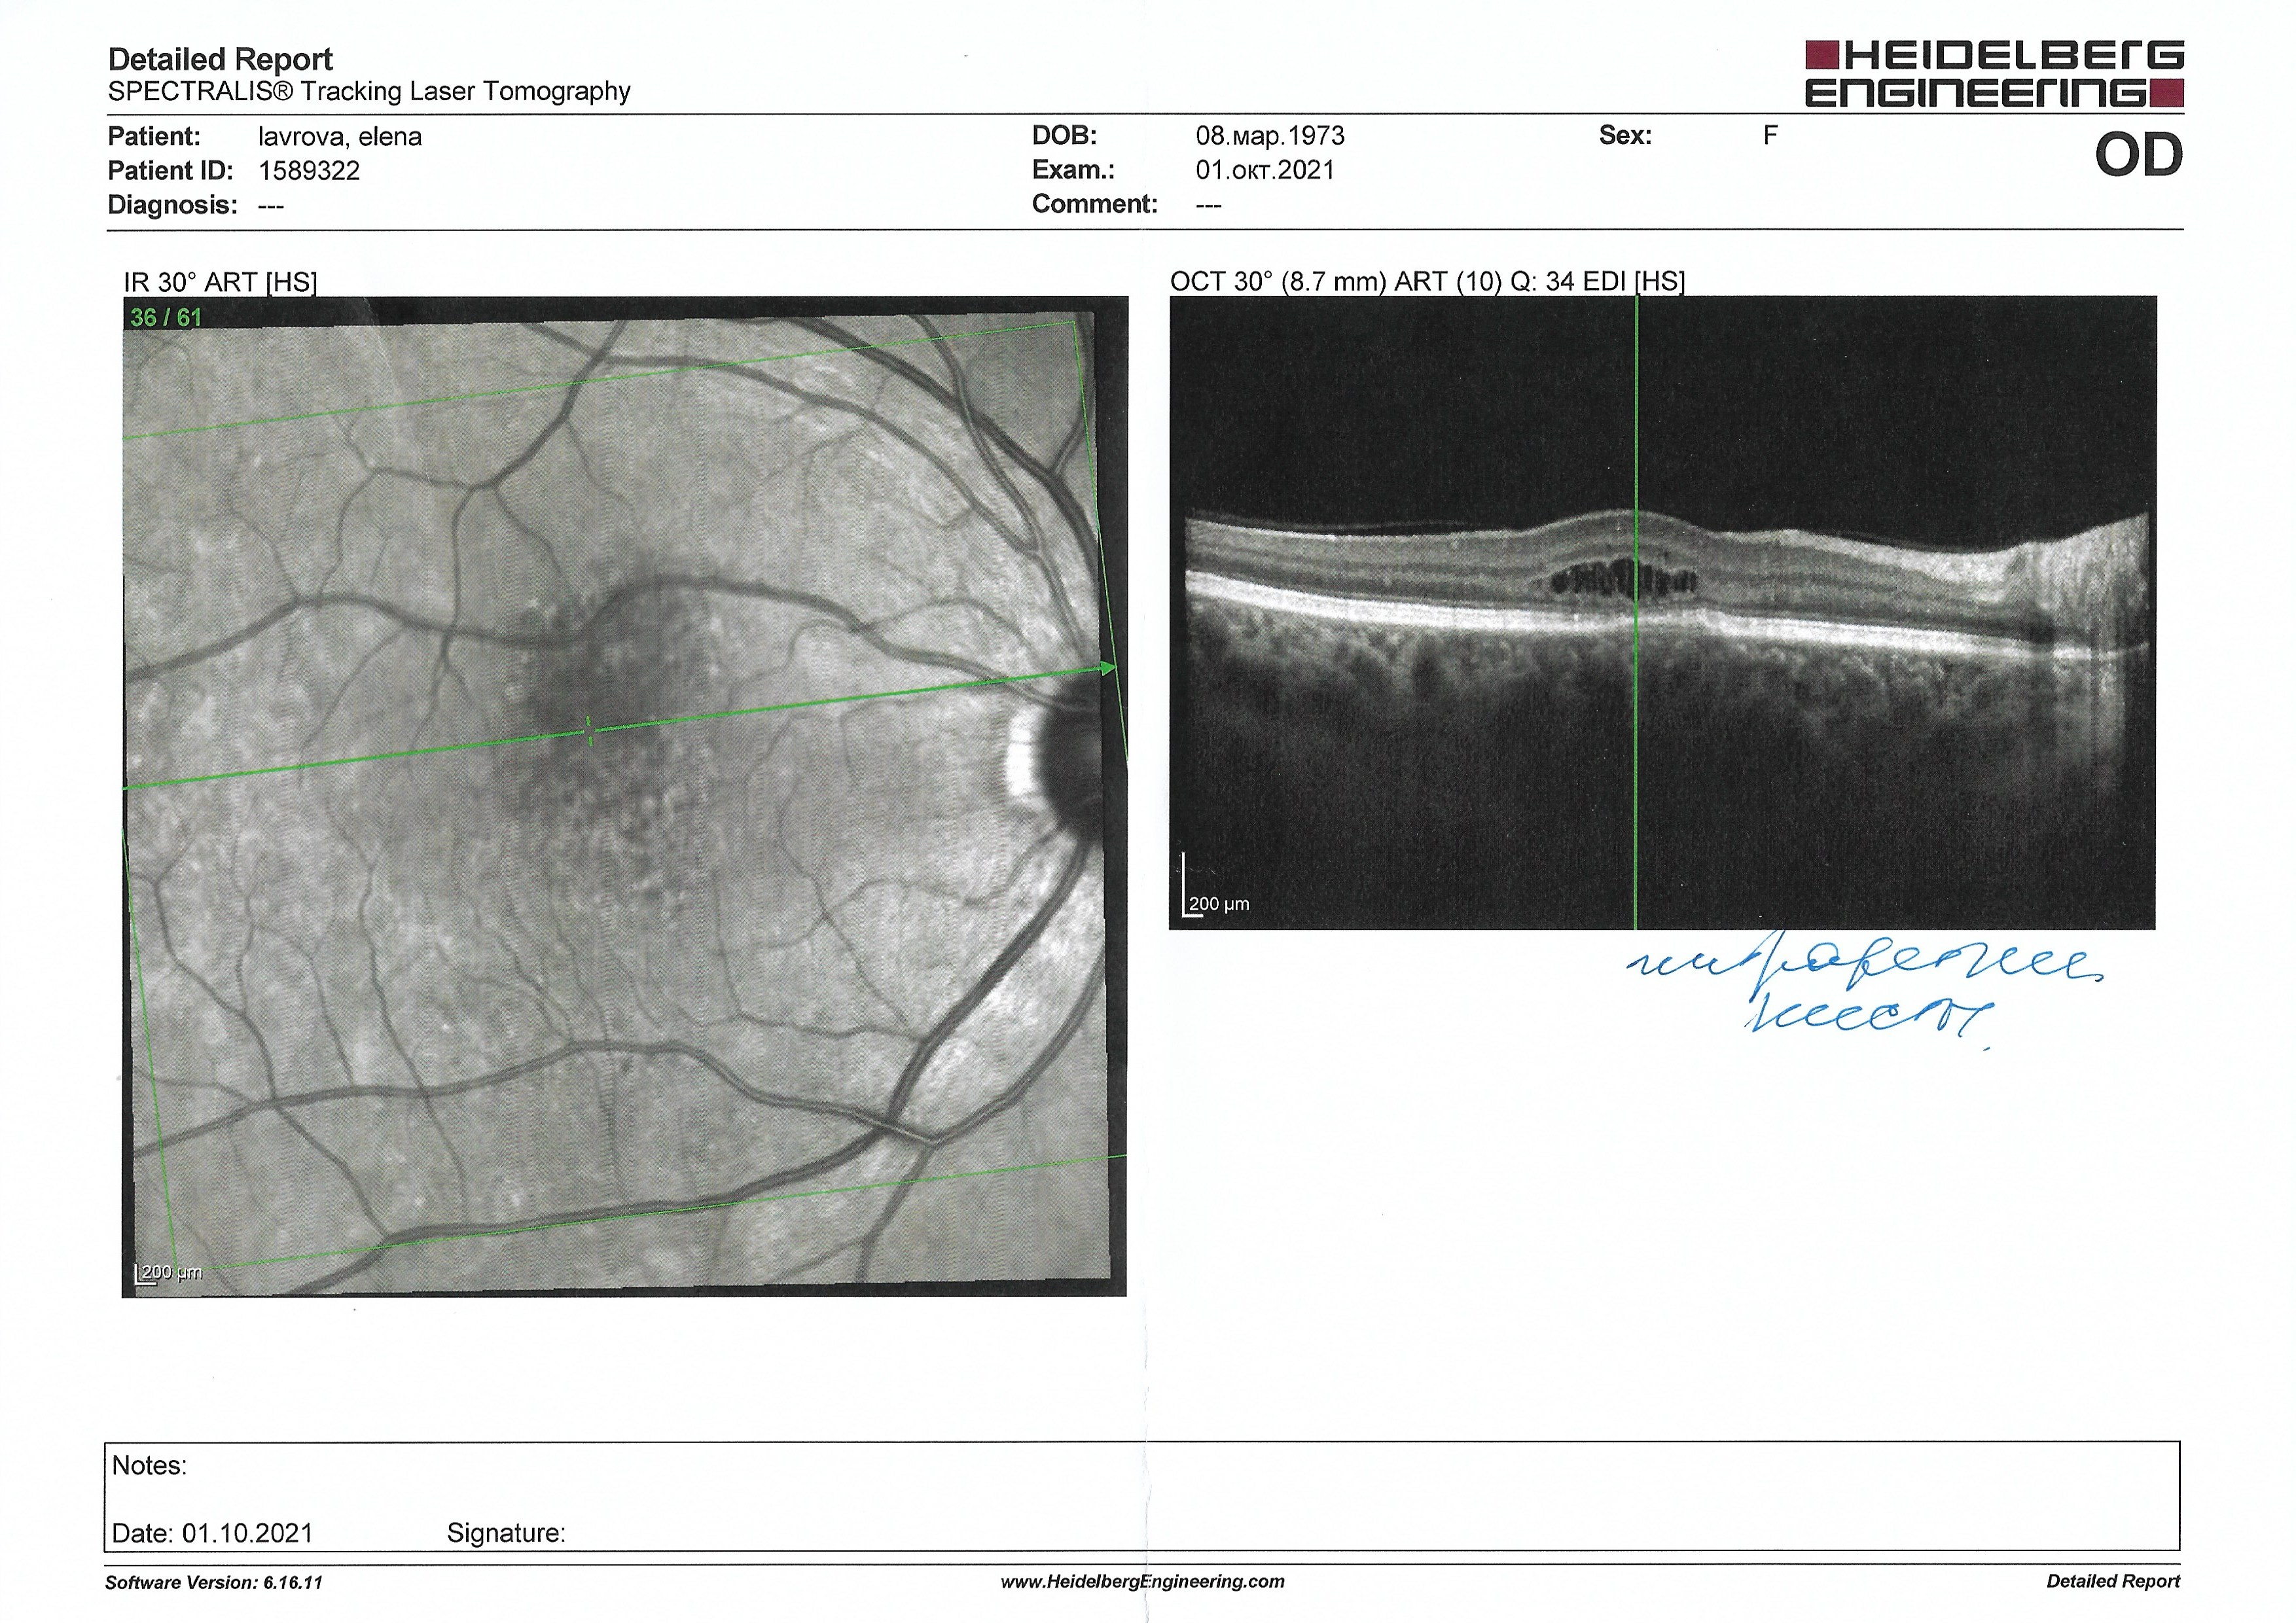 Detailed Report
SPECTRALIS® Tracking Laser Tomography
HEIDELBERG
ENGINEERING
Patient: lavrova, elena
DOB: 08.мар.1973
Sex: F
OD
Patient ID: 1589322
Exam.: 01.окт.2021
Diagnosis: ---
Comment: ---
IR 30° ART [HS]
OCT 30° (8.7 mm) ART (10) Q: 34 EDI [HS]
36 / 61
200 µm
200 µm
Notes:
Date: 01.10.2021 Signature:
Software Version: 6.16.11
www.HeidelbergEngineering.com
Detailed Report